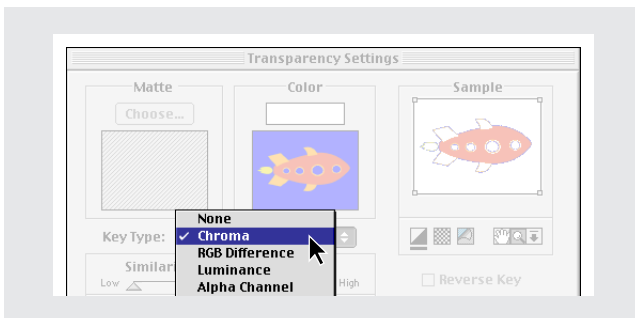 Transparency Settings
Matte
Color
Sample
Choose...
Key Type:
None
✓ Chroma
RGB Difference
Luminance
Alpha Channel
Similari
Low
High
Reverse Key